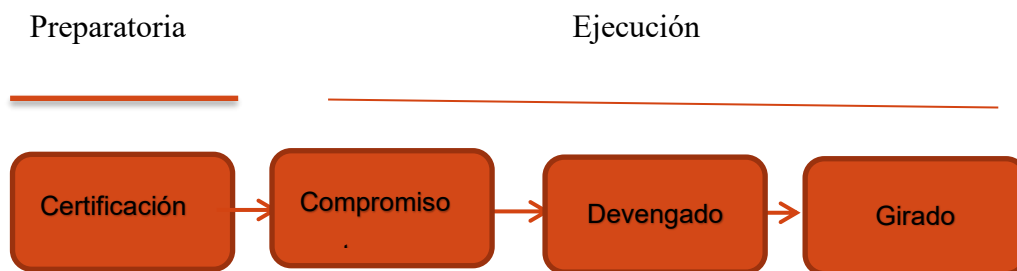 Preparatoria
Ejecución
Certificación
Compromiso
.
Devengado
Girado